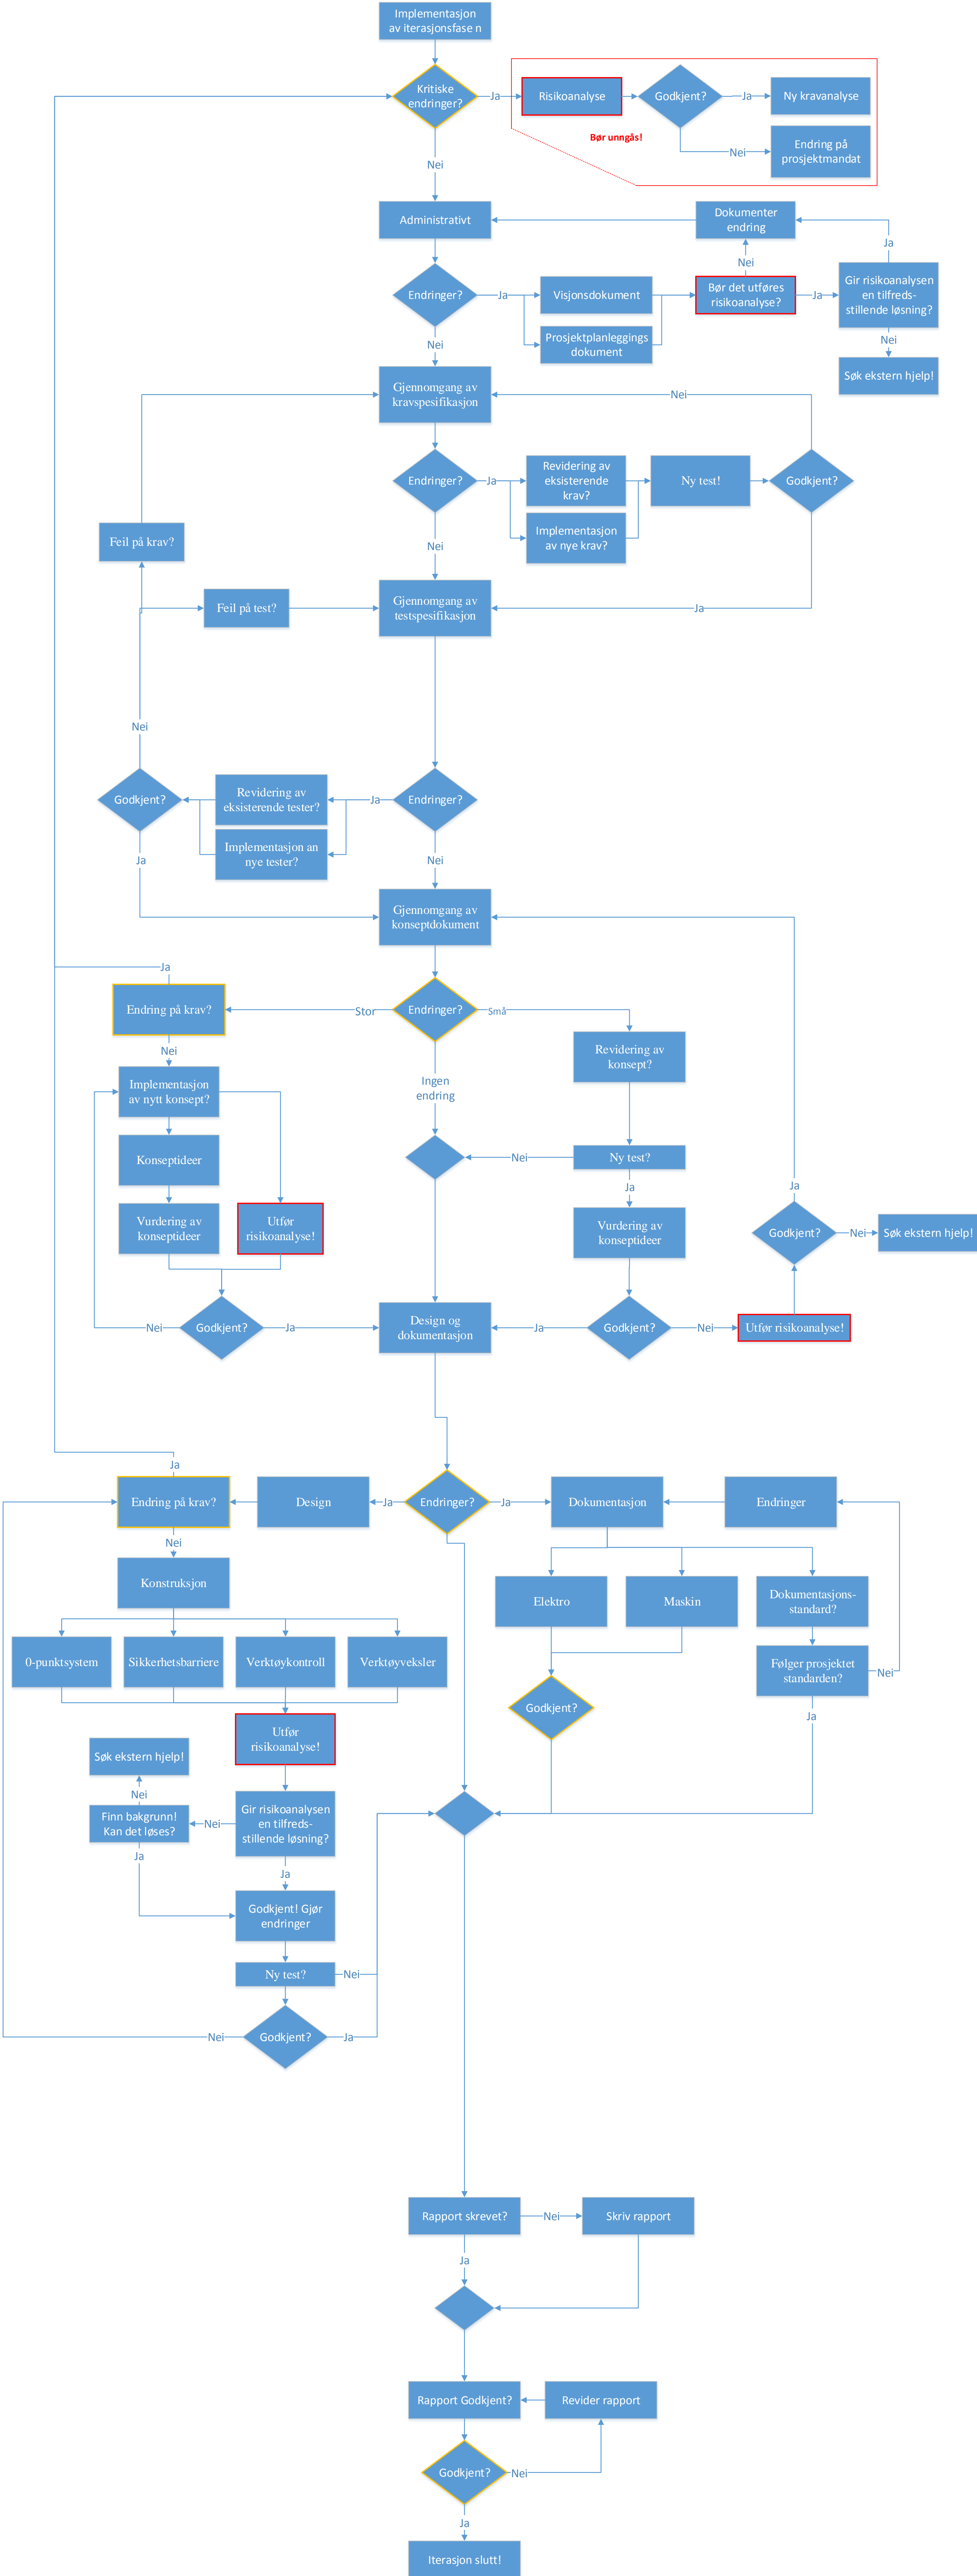 Implementasjon
av iterasjonsfase n
Kritiske
endringer?
Ja
Risikoanalyse
Godkjent?
Ja
Ny kravanalyse
Bør unngås!
Nei
Endring på
prosjektmandat
Nei
Administrativt
Dokumenter
endring
Ja
Nei
Endringer?
Ja
Visjonsdokument
Bør det utføres
risikoanalyse?
Ja
Gir risikoanalysen
en tilfreds-
stillende løsning?
Prosjektplanleggings
dokument
Nei
Nei
Søk ekstern hjelp!
Gjennomgang av
kravspesifikasjon
Nei
Endringer?
Ja
Revidering av
eksisterende
krav?
Ny test!
Godkjent?
Implementasjon
av nye krav?
Feil på krav?
Nei
Feil på test?
Gjennomgang av
testspesifikasjon
Ja
Nei
Godkjent?
Revidering av
eksisterende tester?
Ja
Endringer?
Implementasjon an
nye tester?
Ja
Nei
Gjennomgang av
konseptdokument
Ja
Endring på krav?
Stor
Endringer?
Små
Nei
Revidering av
konsept?
Implementasjon
av nytt konsept?
Ingen
endring
Konseptideer
Nei
Ny test?
Ja
Ja
Vurdering av
konseptideer
Utfør
risikoanalyse!
Vurdering av
konseptideer
Godkjent?
Nei
Søk ekstern hjelp!
Nei
Godkjent?
Ja
Design og
dokumentasjon
Ja
Godkjent?
Nei
Utfør risikoanalyse!
Ja
Endring på krav?
Design
Ja
Endringer?
Ja
Dokumentasjon
Endringer
Nei
Konstruksjon
Elektro
Maskin
Dokumentasjons-
standard?
0-punktsystem
Sikkerhetsbarriere
Verktøykontroll
Verktøyveksler
Følger prosjektet
standarden?
Nei
Godkjent?
Ja
Utfør
risikoanalyse!
Søk ekstern hjelp!
Nei
Finn bakgrunn!
Kan det løses?
Nei
Gir risikoanalysen
en tilfreds-
stillende løsning?
Ja
Ja
Godkjent! Gjør
endringer
Ny test?
Nei
Nei
Godkjent?
Ja
Rapport skrevet?
Nei
Skriv rapport
Ja
Rapport Godkjent?
Revider rapport
Godkjent?
Nei
Ja
Iterasjon slutt!